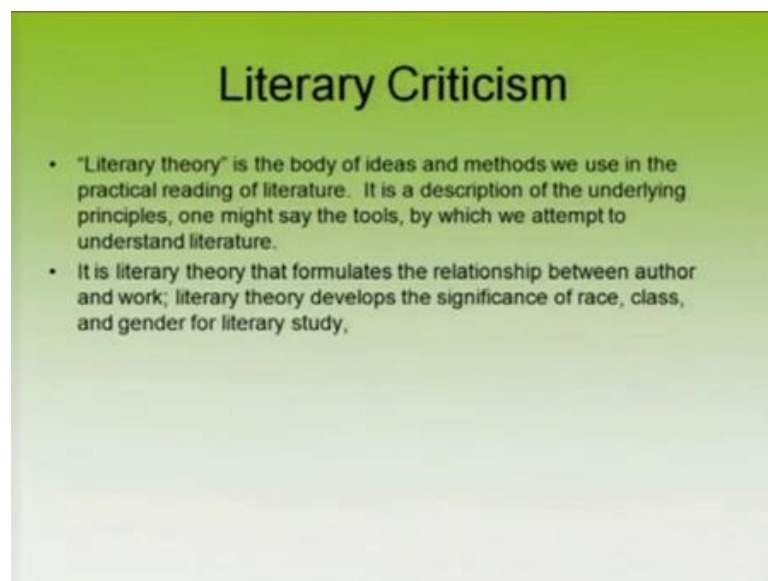 Literary Criticism
• "Literary theory" is the body of ideas and methods we use in the
practical reading of literature. It is a description of the underlying
principles, one might say the tools, by which we attempt to
understand literature.
• It is literary theory that formulates the relationship between author
and work; literary theory develops the significance of race, class,
and gender for literary study,